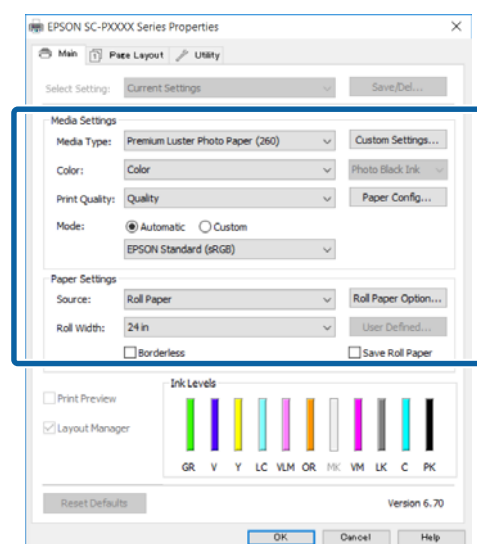 EPSON SC-PXXXX Series Properties
Main Page Layout Utility
Select Setting: Current Settings Save/Del...
Media Settings
Media Type: Premium Luster Photo Paper (260) Custom Settings...
Color: Color Photo Black Ink
Print Quality: Quality Paper Config...
Mode: Automatic Custom
EPSON Standard (sRGB)
Paper Settings
Source: Roll Paper Roll Paper Option...
Roll Width: 24 in User Defined...
Borderless Save Roll Paper
Ink Levels
Print Preview
Layout Manager
GR V Y LC VLM OR MK VM LK C PK
Reset Defaults Version 6.70
OK Cancel Help